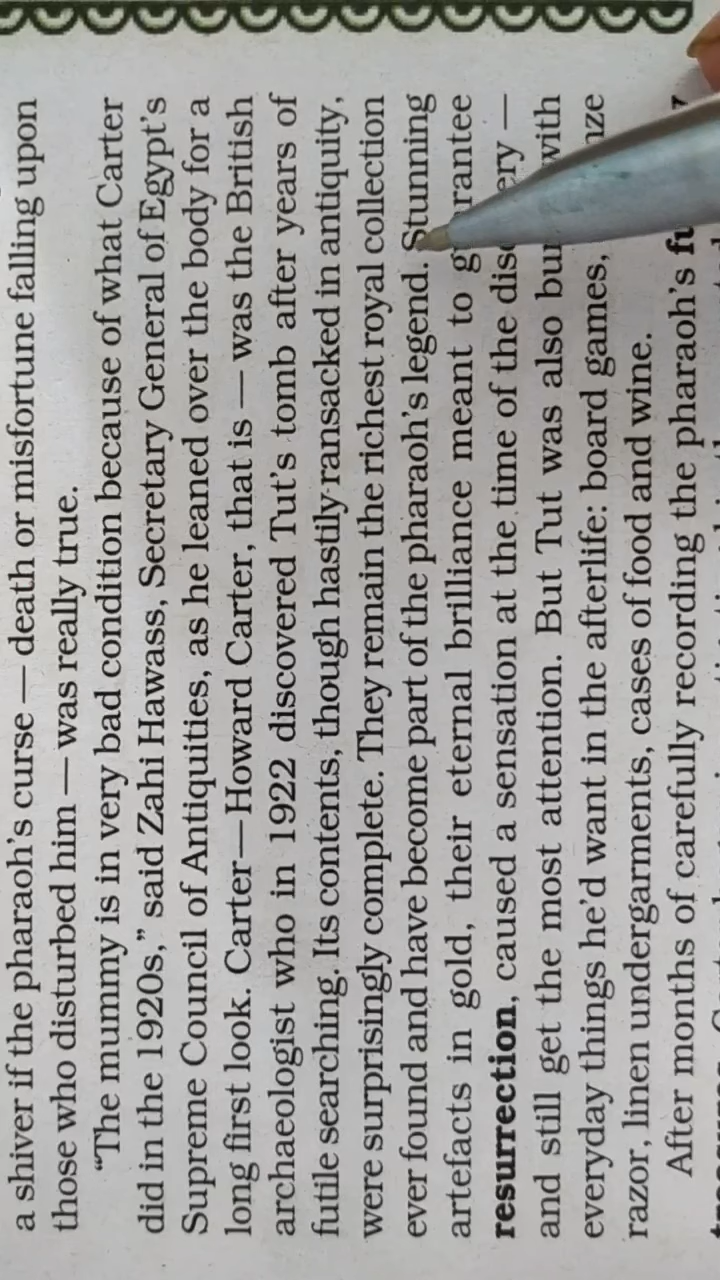 a shiver if the pharaoh's curse — death or misfortune falling upon
those who disturbed him — was really true.
“The mummy is in very bad condition because of what Carter
did in the 1920s,” said Zahi Hawass, Secretary General of Egypt's
Supreme Council of Antiquities, as he leaned over the body for a
long first look. Carter—Howard Carter, that is — was the British
archaeologist who in 1922 discovered Tut's tomb after years of
futile searching. Its contents, though hastily ransacked in antiquity,
were surprisingly complete. They remain the richest royal collection
ever found and have become part of the pharaoh's legend. Stunning
artefacts in gold, their eternal brilliance meant to guarantee
resurrection, caused a sensation at the time of the discovery —
and still get the most attention. But Tut was also with
everyday things he'd want in the afterlife: board games,
razor, linen undergarments, cases of food and wine.
After months of carefully recording the pharaoh's